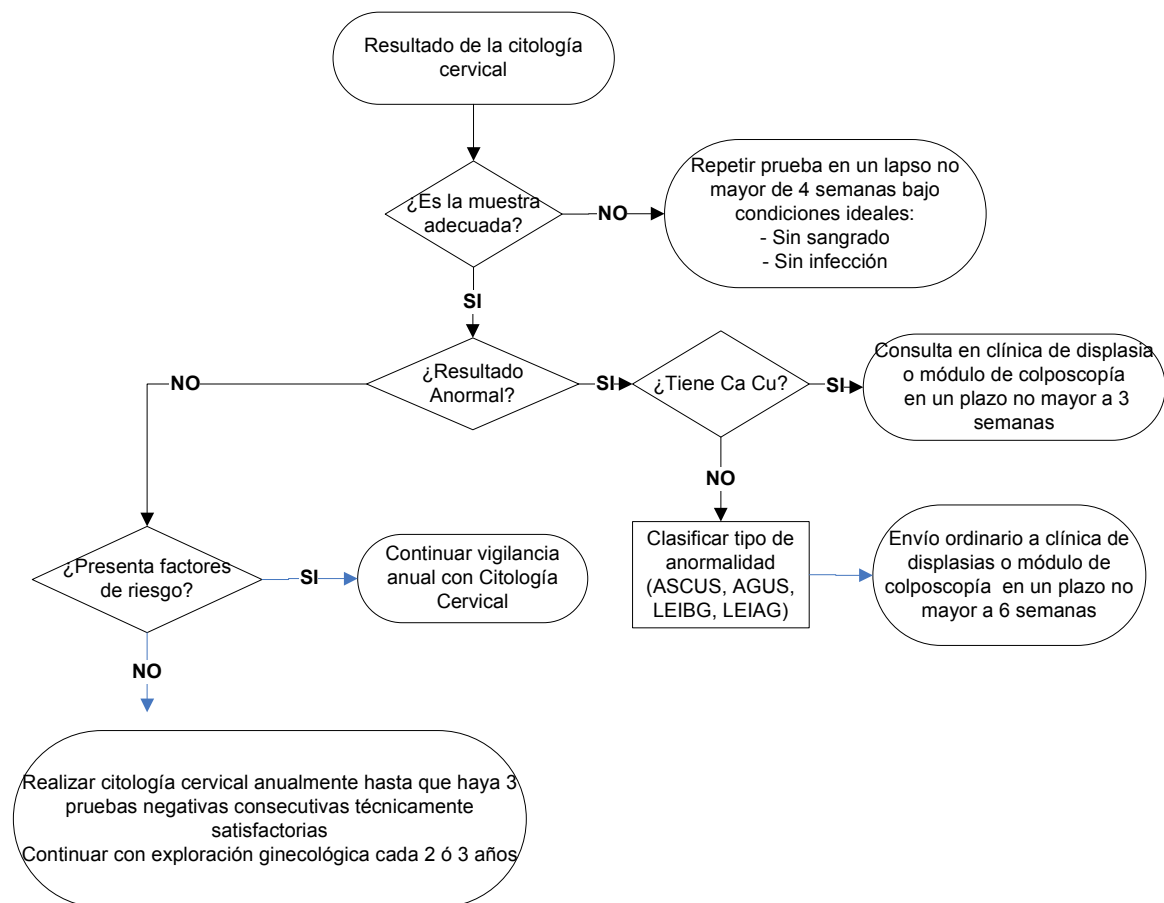 Resultado de la citología
cervical
¿Es la muestra
adecuada?
NO
Repetir prueba en un lapso no
mayor de 4 semanas bajo
condiciones ideales:
- Sin sangrado
- Sin infección
SI
¿Resultado
Anormal?
NO
SI
¿Tiene Ca Cu?
SI
Consulta en clínica de displasia
o módulo de colposcopía
en un plazo no mayor a 3
semanas
NO
Clasificar tipo de
anormalidad
(ASCUS, AGUS,
LEIBG, LEIAG)
Envío ordinario a clínica de
displasias o módulo de
colposcopía en un plazo no
mayor a 6 semanas
¿Presenta factores
de riesgo?
SI
Continuar vigilancia
anual con Citología
Cervical
NO
Realizar citología cervical anualmente hasta que haya 3
pruebas negativas consecutivas técnicamente
satisfactorias
Continuar con exploración ginecológica cada 2 ó 3 años